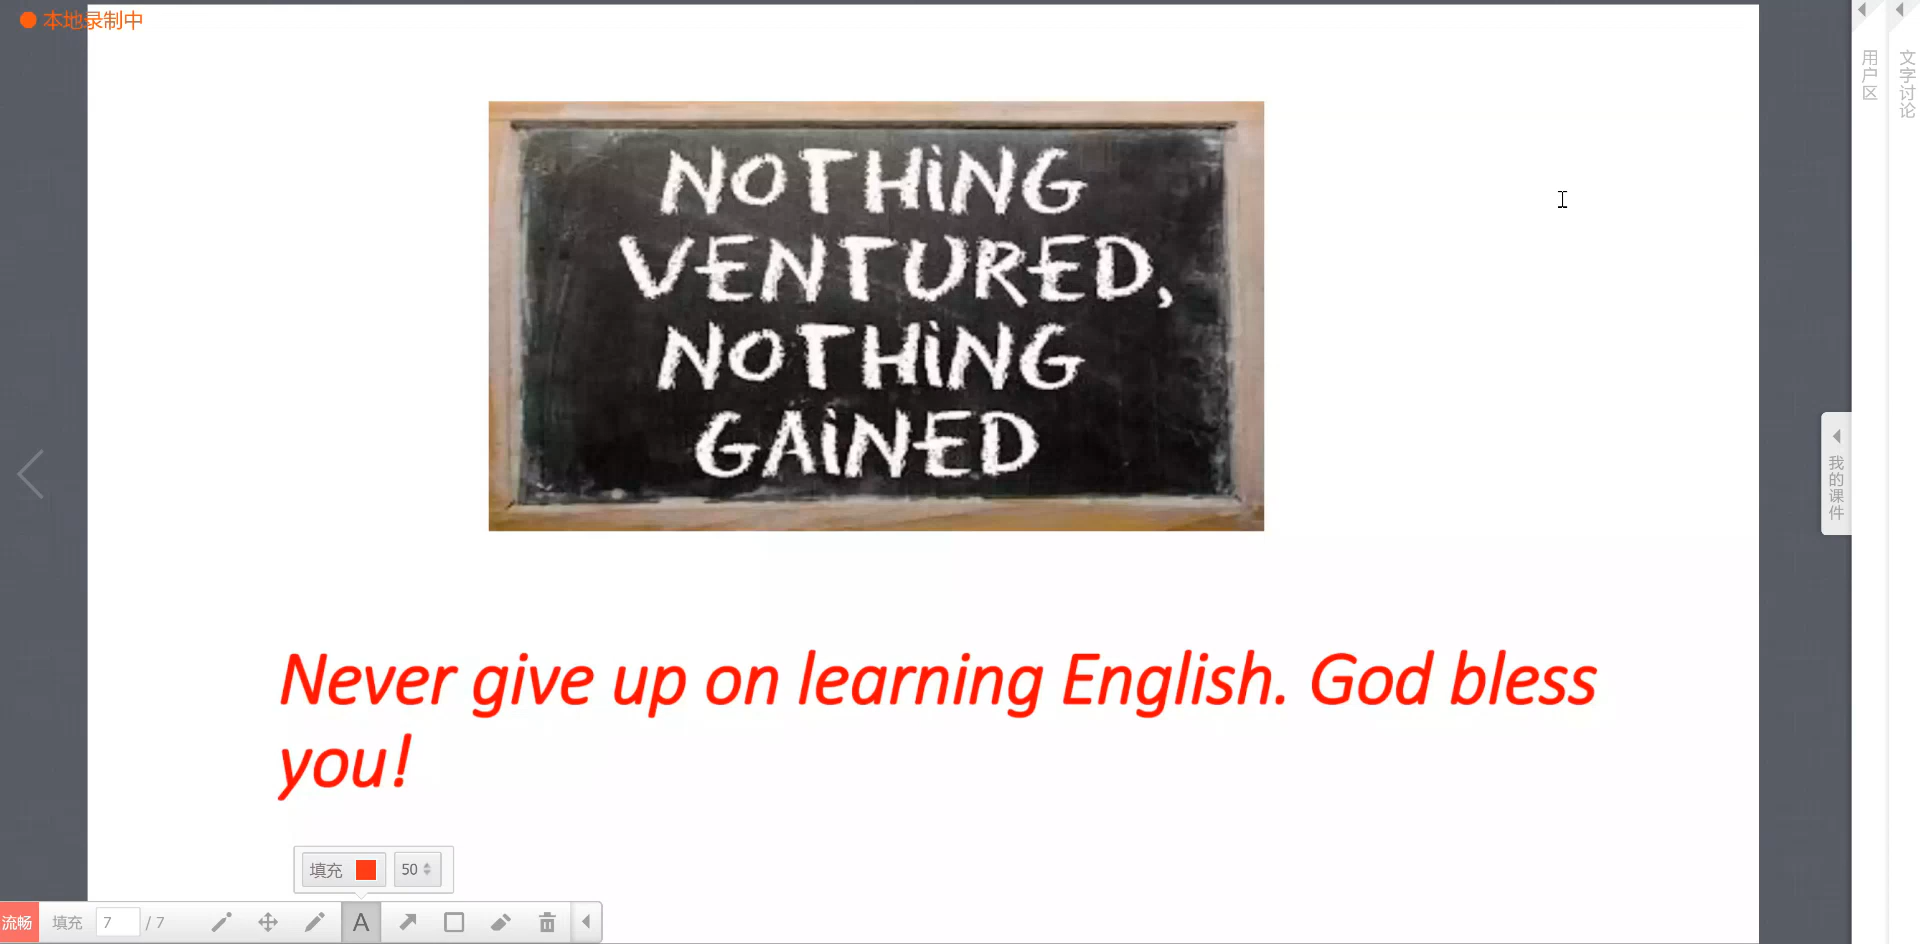 本地录制中
用户区
文字讨论
NOTHING
VENTURED,
NOTHING
GAINED
我的课件
Never give up on learning English. God bless
you!
填充 50
流畅 填充 7 / 7 A